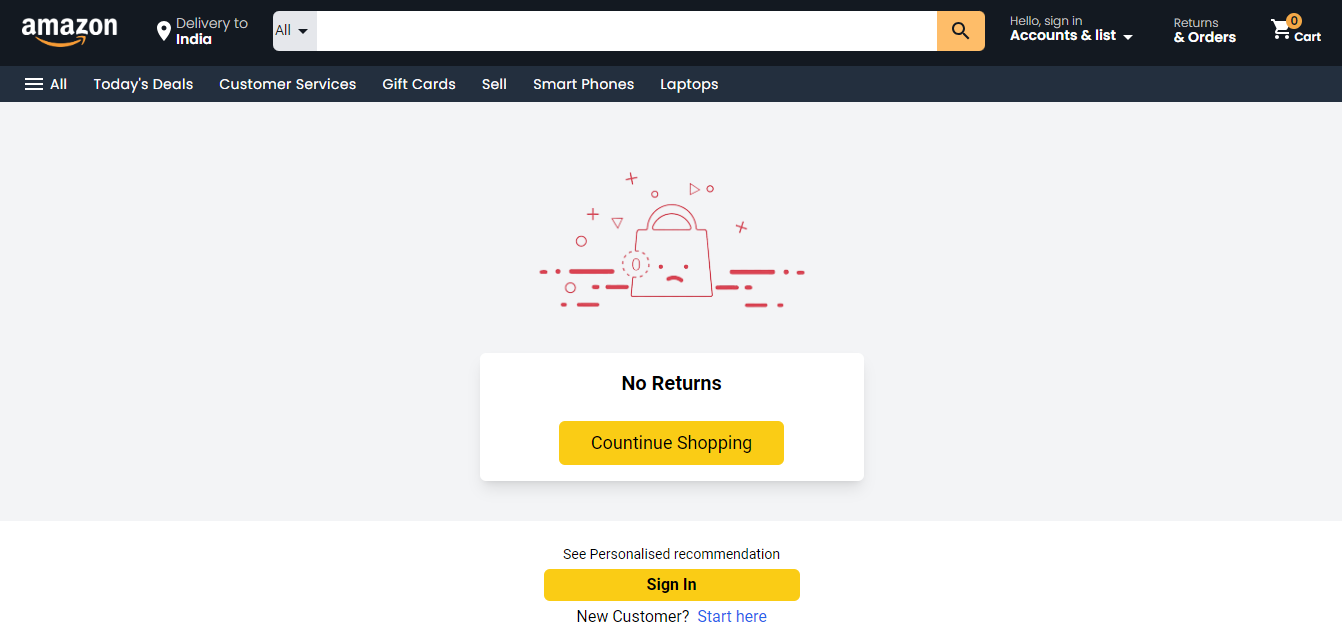 amazon
Delivery to
India
All
Hello, sign in
Accounts & list
Returns
& Orders
0
Cart
All Today's Deals Customer Services Gift Cards Sell Smart Phones Laptops
0
No Returns
Countinue Shopping
See Personalised recommendation
Sign In
New Customer? Start here